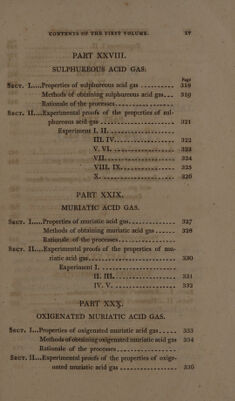 CONTENTS OF THE FIRST VOLUME.
PART XXVIII.
SULPHUREOUS ACID GAS.
Page
SECT. I.....Properties of sulphureous acid gas .......... 318
Methods of obtaining sulphureous acid gas... 319
Rationale of the processes................
SECT. II....Experimental proofs of the properties of sul-
phureous acid gas .................... 321
Experiment I. II. ...................
III. IV................. 322
V. VI. ................. 323
VII. .................... 324
VIII. IX................ 325
X. ...................... 326
PART XXIX.
MURIATIC ACID GAS.
SECT. I.....Properties of muriatic acid gas.............. 327
Methods of obtaining muriatic acid gas ..... 328
Rationale of the processes................
SECT. II....Experimental proofs of the properties of mu-
riatic acid gas ......................... 330
Experiment I. ......................
II. III. .................. 331
IV. V. .................. 332
PART XXX.
OXIGENATED MURIATIC ACID GAS.
SECT. I...Properties of oxigenated muriatic acid gas..... 333
Methods of obtaining oxigenated muriatic acid gas 334
Rationale of the processes................
SECT. II...Experimental proofs of the properties of oxige-
nated muriatic acid gas ................. 336